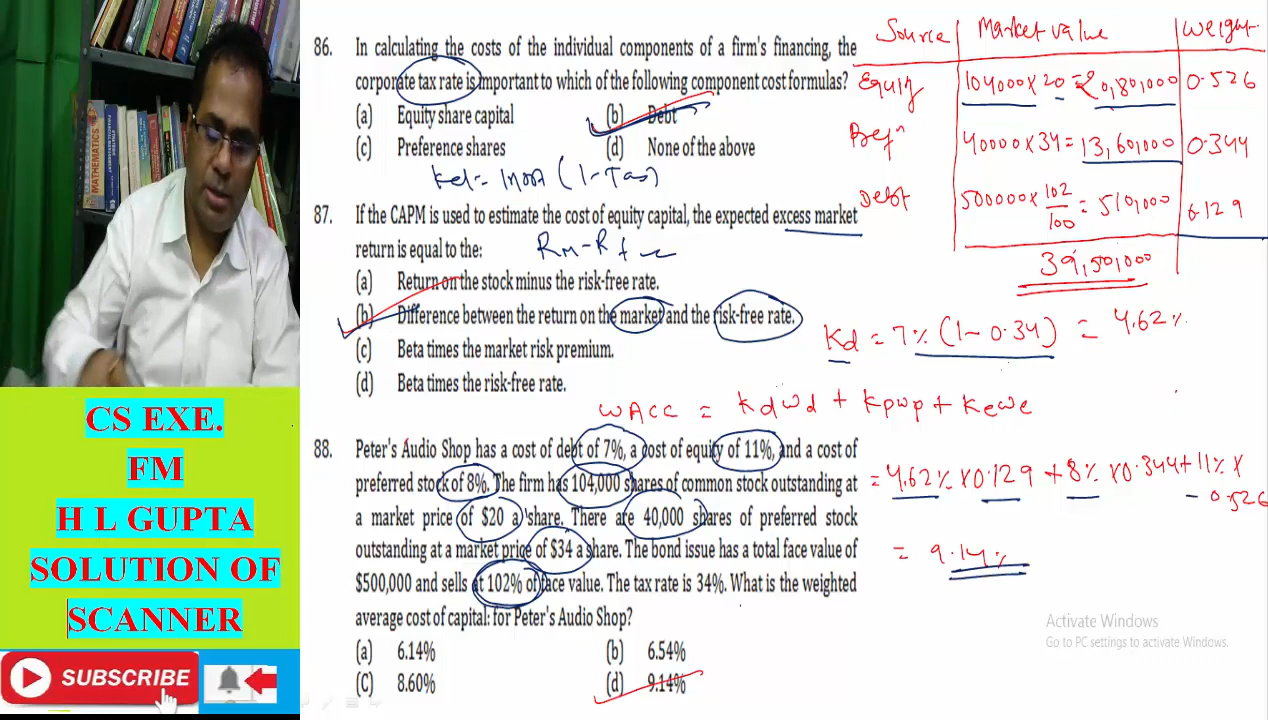 86. In calculating the costs of the individual components of a firm's financing, the
corporate tax rate is important to which of the following component cost formulas?
(a) Equity share capital (b) Debt
(c) Preference shares (d) None of the above
87. If the CAPM is used to estimate the cost of equity capital, the expected excess market
return is equal to the: RM-Rf
(a) Return on the stock minus the risk-free rate.
(b) Difference between the return on the market and the risk-free rate.
(c) Beta times the market risk premium.
(d) Beta times the risk-free rate.
88. Peter's Audio Shop has a cost of debt of 7%, a cost of equity of 11%, and a cost of
preferred stock of 8%. The firm has 104,000 shares of common stock outstanding at
a market price of $20 a share. There are 40,000 shares of preferred stock
outstanding at a market price of $34 a share. The bond issue has a total face value of
$500,000 and sells at 102% of face value. The tax rate is 34%. What is the weighted
average cost of capital: for Peter's Audio Shop?
(a) 6.14% (b) 6.54%
(C) 8.60% (d) 9.14%
Source Market value Weight
Equity 104000 x 20 = 20,80,000 0.526
Pref^n 40000 x 34 = 13,60,000 0.344
Debt 500000 x 102/100 = 510,000 0.129
39,50,000
Kd = 7% (1-0.34) = 4.62%
WACC = Kdwd + Kpwp + Kewe
= 4.62% x 0.129 + 8% x 0.344 + 11% x
0.526
= 9.14%
CS EXE.
FM
H L GUPTA
SOLUTION OF
SCANNER
SUBSCRIBE
MATHEMATICS
Activate Windows
Go to PC settings to activate Windows.